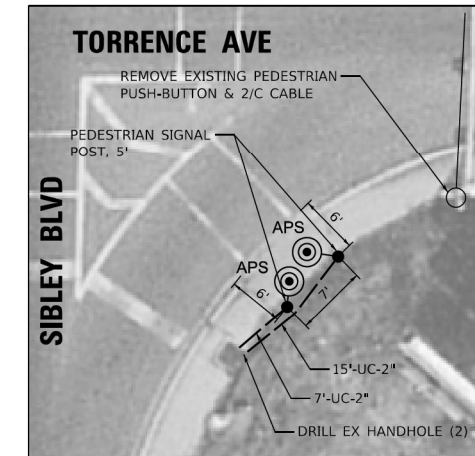 TORRENCE AVE
REMOVE EXISTING PEDESTRIAN
PUSH-BUTTON & 2/C CABLE
PEDESTRIAN SIGNAL
POST, 5'
SIBLEY BLVD
6'
APS
APS
6'
7'
15'-UC-2"
7'-UC-2"
DRILL EX HANDHOLE (2)